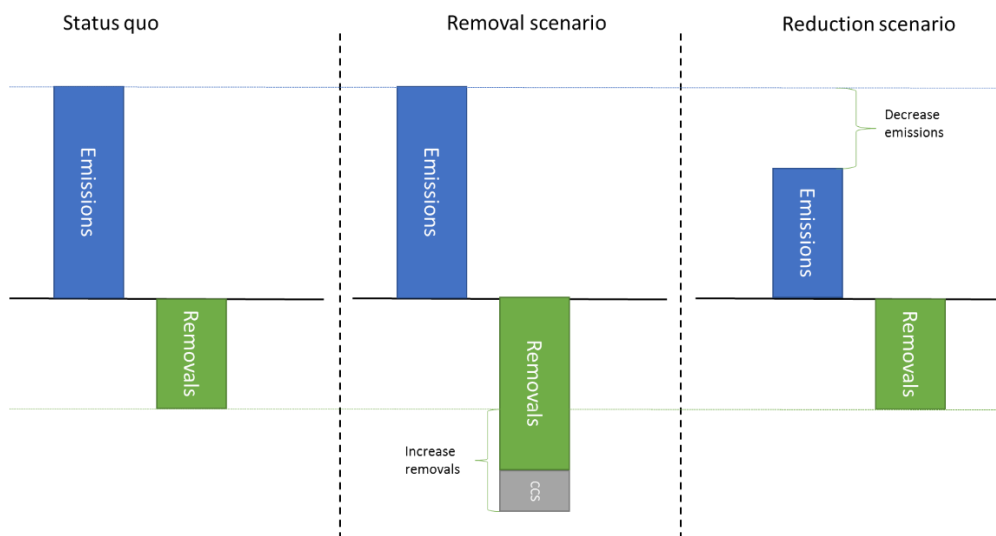 Status quo
Removal scenario
Reduction scenario
Emissions
Removals
Emissions
Removals
CCS
Increase
removals
Decrease
emissions
Emissions
Removals